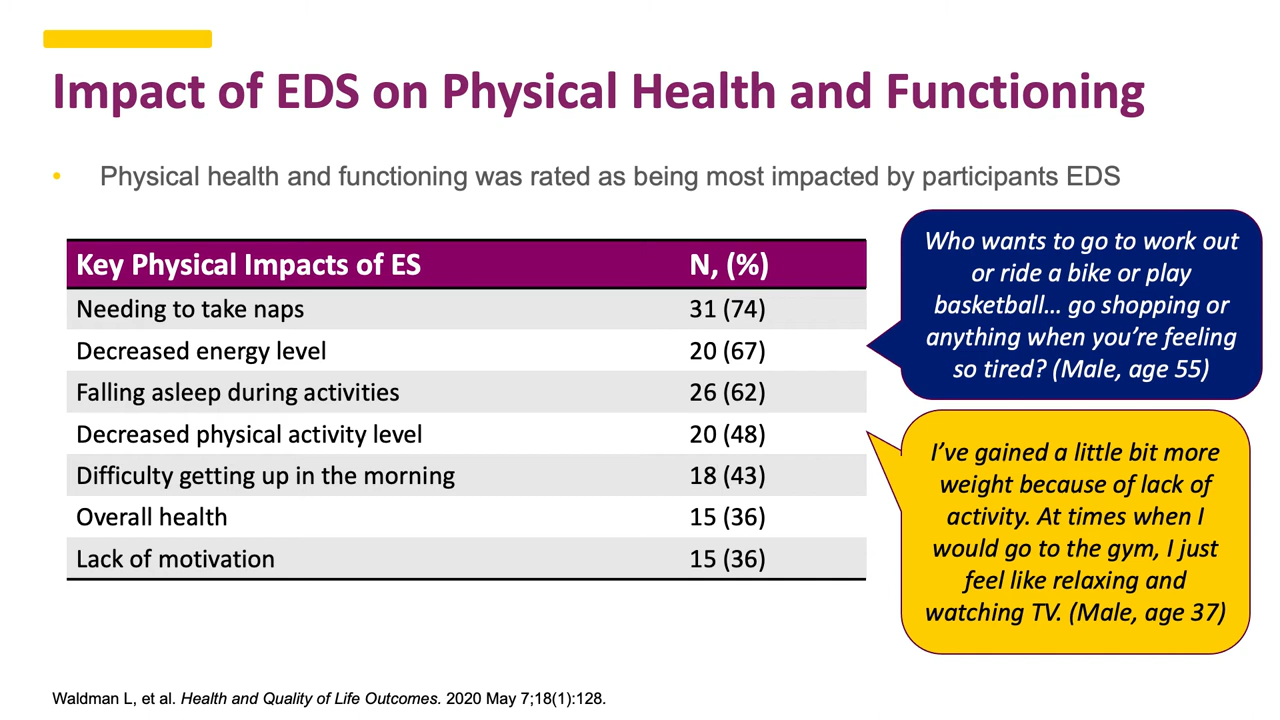 Impact of EDS on Physical Health and Functioning
• Physical health and functioning was rated as being most impacted by participants EDS
Key Physical Impacts of ES N, (%)
Needing to take naps 31 (74)
Decreased energy level 20 (67)
Falling asleep during activities 26 (62)
Decreased physical activity level 20 (48)
Difficulty getting up in the morning 18 (43)
Overall health 15 (36)
Lack of motivation 15 (36)
Who wants to go to work out
or ride a bike or play
basketball... go shopping or
anything when you’re feeling
so tired? (Male, age 55)
I’ve gained a little bit more
weight because of lack of
activity. At times when I
would go to the gym, I just
feel like relaxing and
watching TV. (Male, age 37)
Waldman L, et al. Health and Quality of Life Outcomes. 2020 May 7;18(1):128.